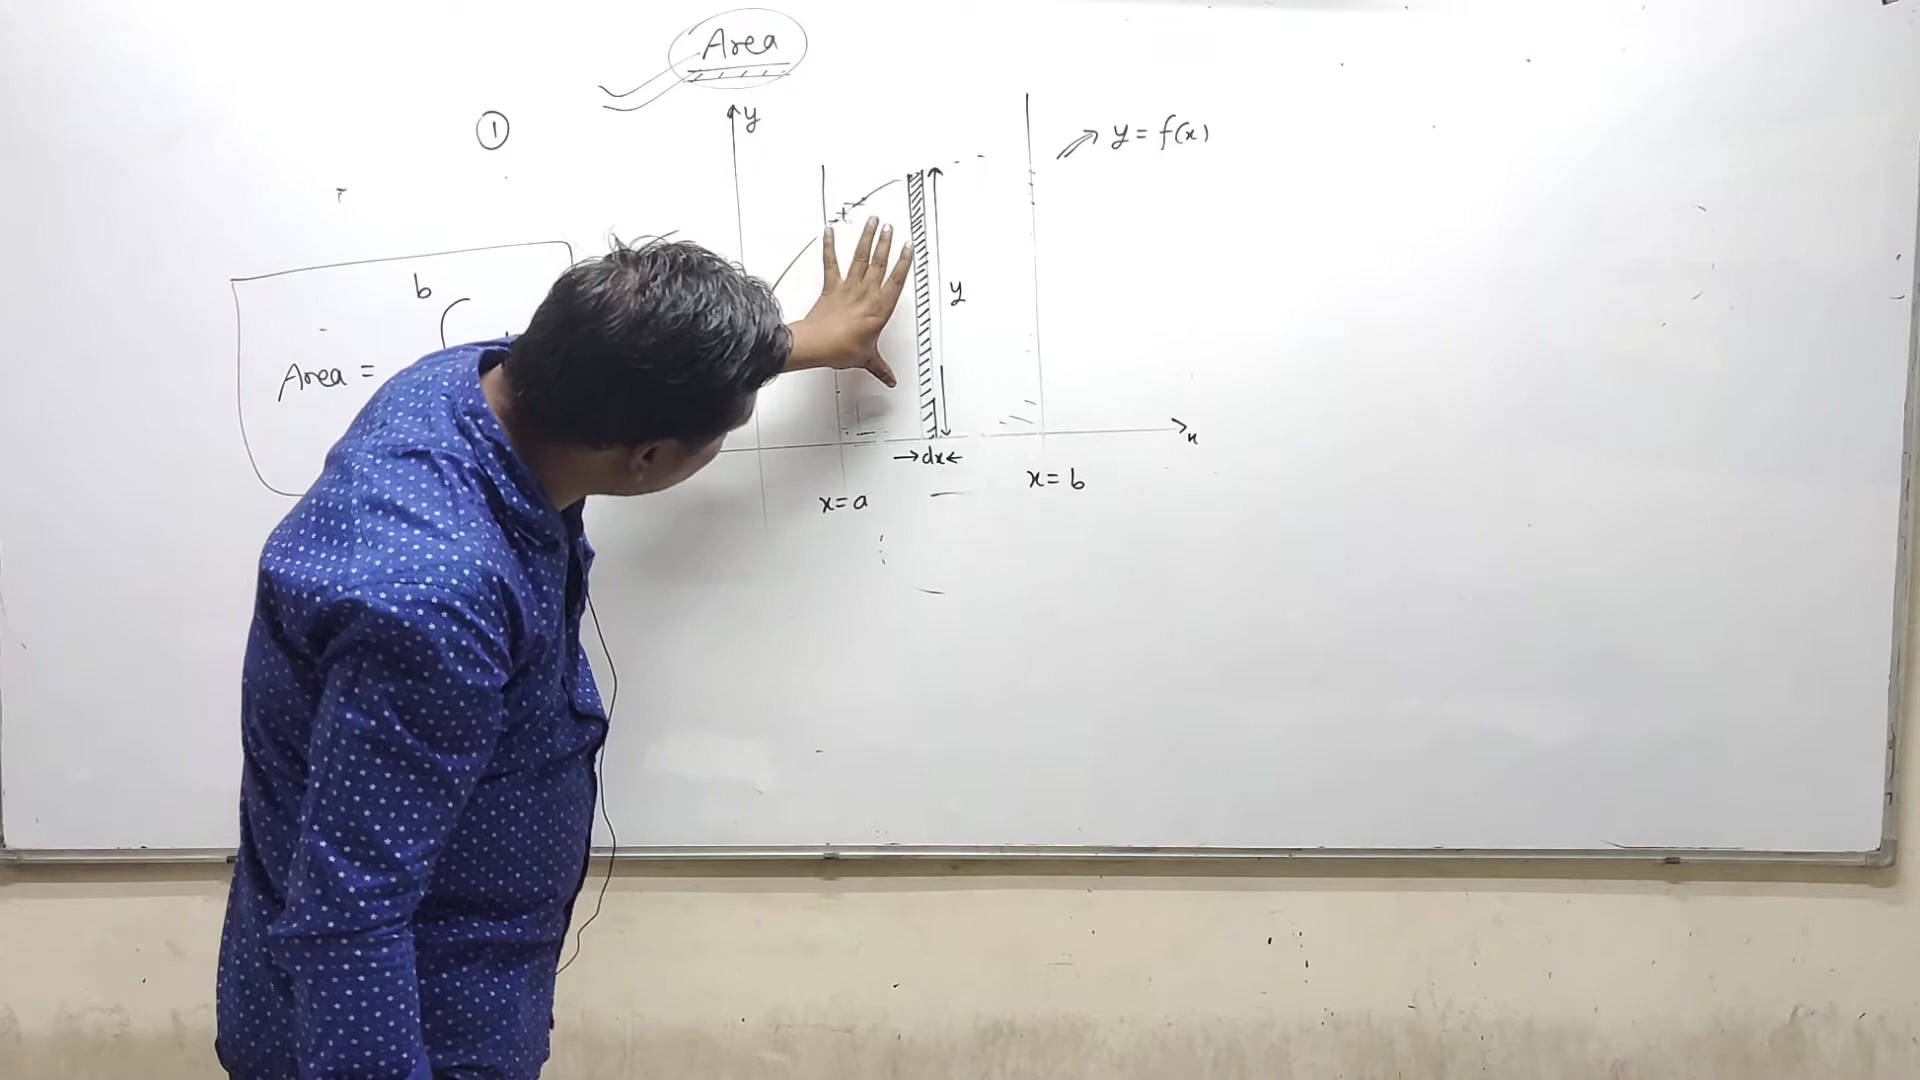 Area
①
y
y = f(x)
b
y
Area =
x
→dx←
x = a
x = b